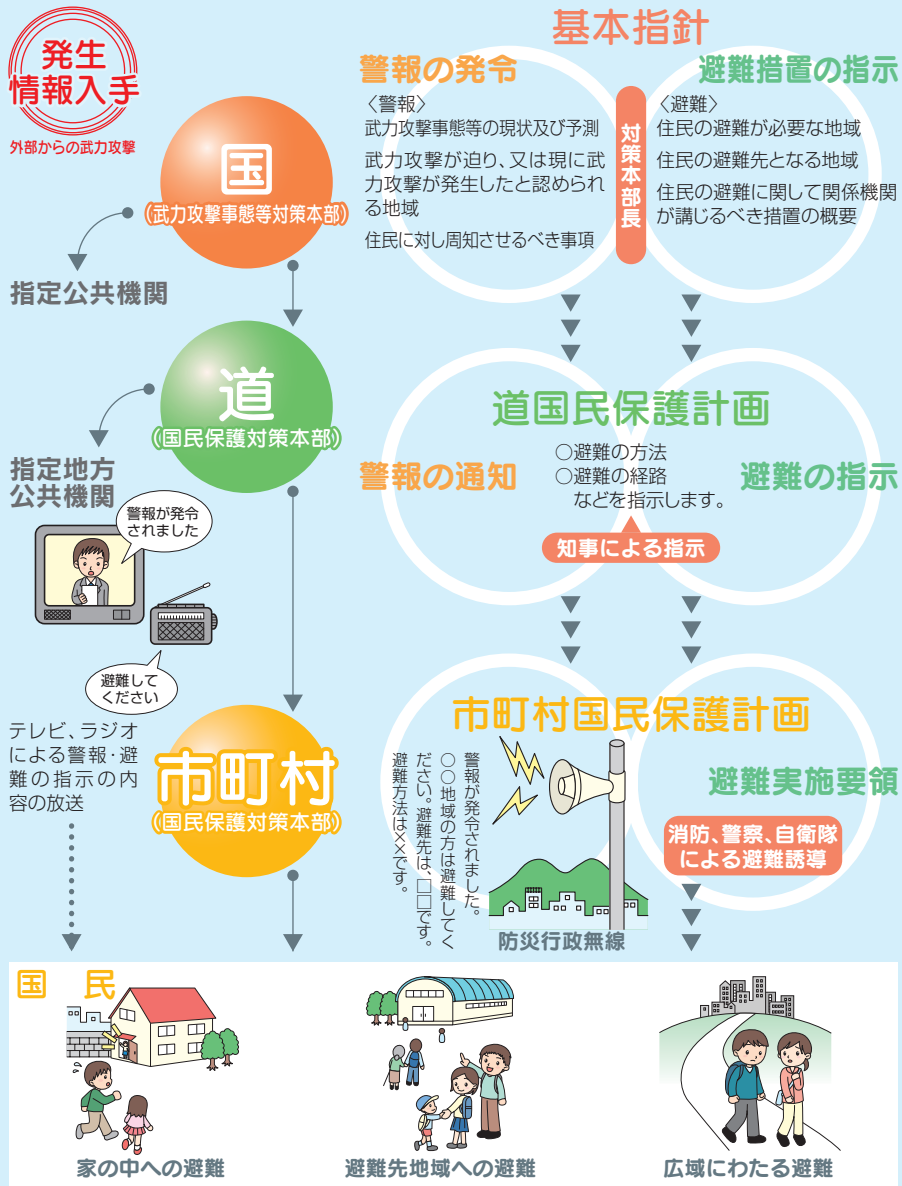 発生
情報入手
外部からの武力攻撃
国
(武力攻撃事態等対策本部)
指定公共機関
基本指針
警報の発令
〈警報〉
武力攻撃事態等の現状及び予測
武力攻撃が迫り、又は現に武
力攻撃が発生したと認められ
る地域
住民に対し周知させるべき事項
対策本部長
避難措置の指示
〈避難〉
住民の避難が必要な地域
住民の避難先となる地域
住民の避難に関して関係機関
が講じるべき措置の概要
道
(国民保護対策本部)
指定地方
公共機関
道国民保護計画
警報の通知
○避難の方法
○避難の経路
などを指示します。
避難の指示
知事による指示
警報が発令
されました
避難して
ください
テレビ、ラジオ
による警報・避
難の指示の内
容の放送
市町村
(国民保護対策本部)
市町村国民保護計画
警報が発令されました。
○○地域の方は避難してく
ださい。避難先は、□□です。
避難方法は××です。
防災行政無線
避難実施要領
消防、警察、自衛隊
による避難誘導
国民
家の中への避難
避難先地域への避難
広域にわたる避難